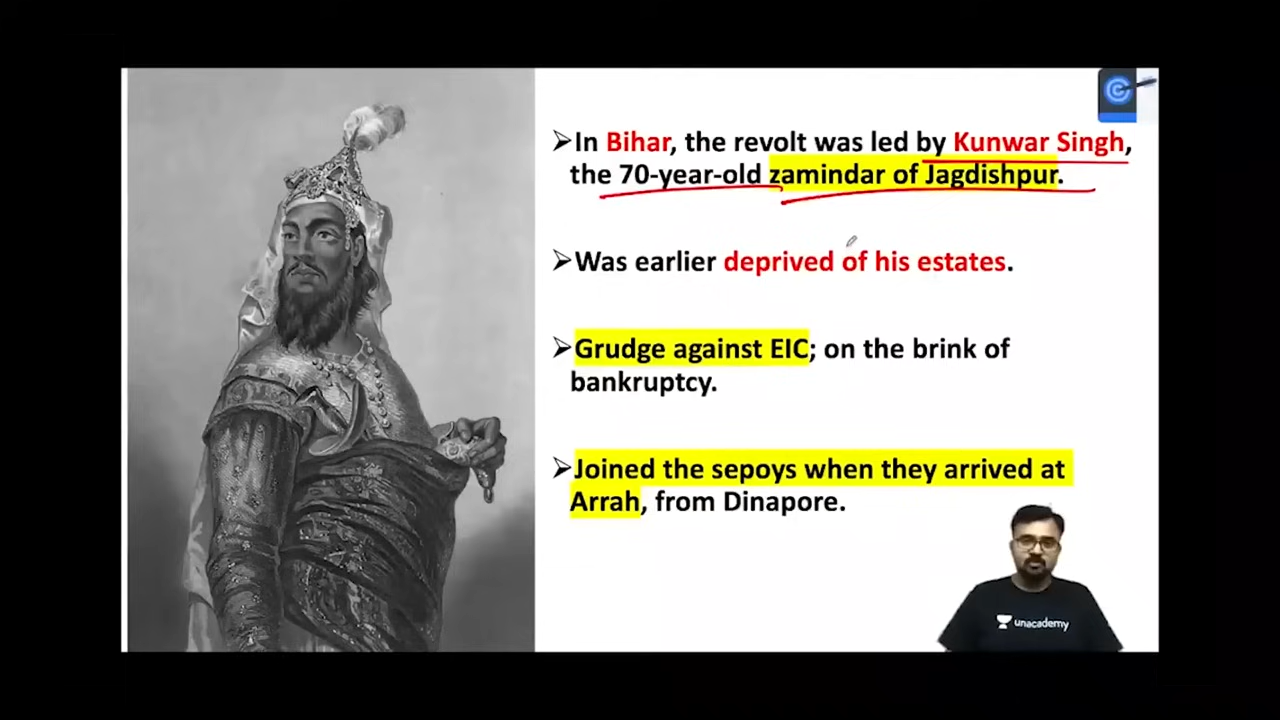 ➢In Bihar, the revolt was led by Kunwar Singh,
the 70-year-old zamindar of Jagdishpur.
➢Was earlier deprived of his estates.
➢Grudge against EIC; on the brink of
bankruptcy.
➢Joined the sepoys when they arrived at
Arrah, from Dinapore.
unacademy